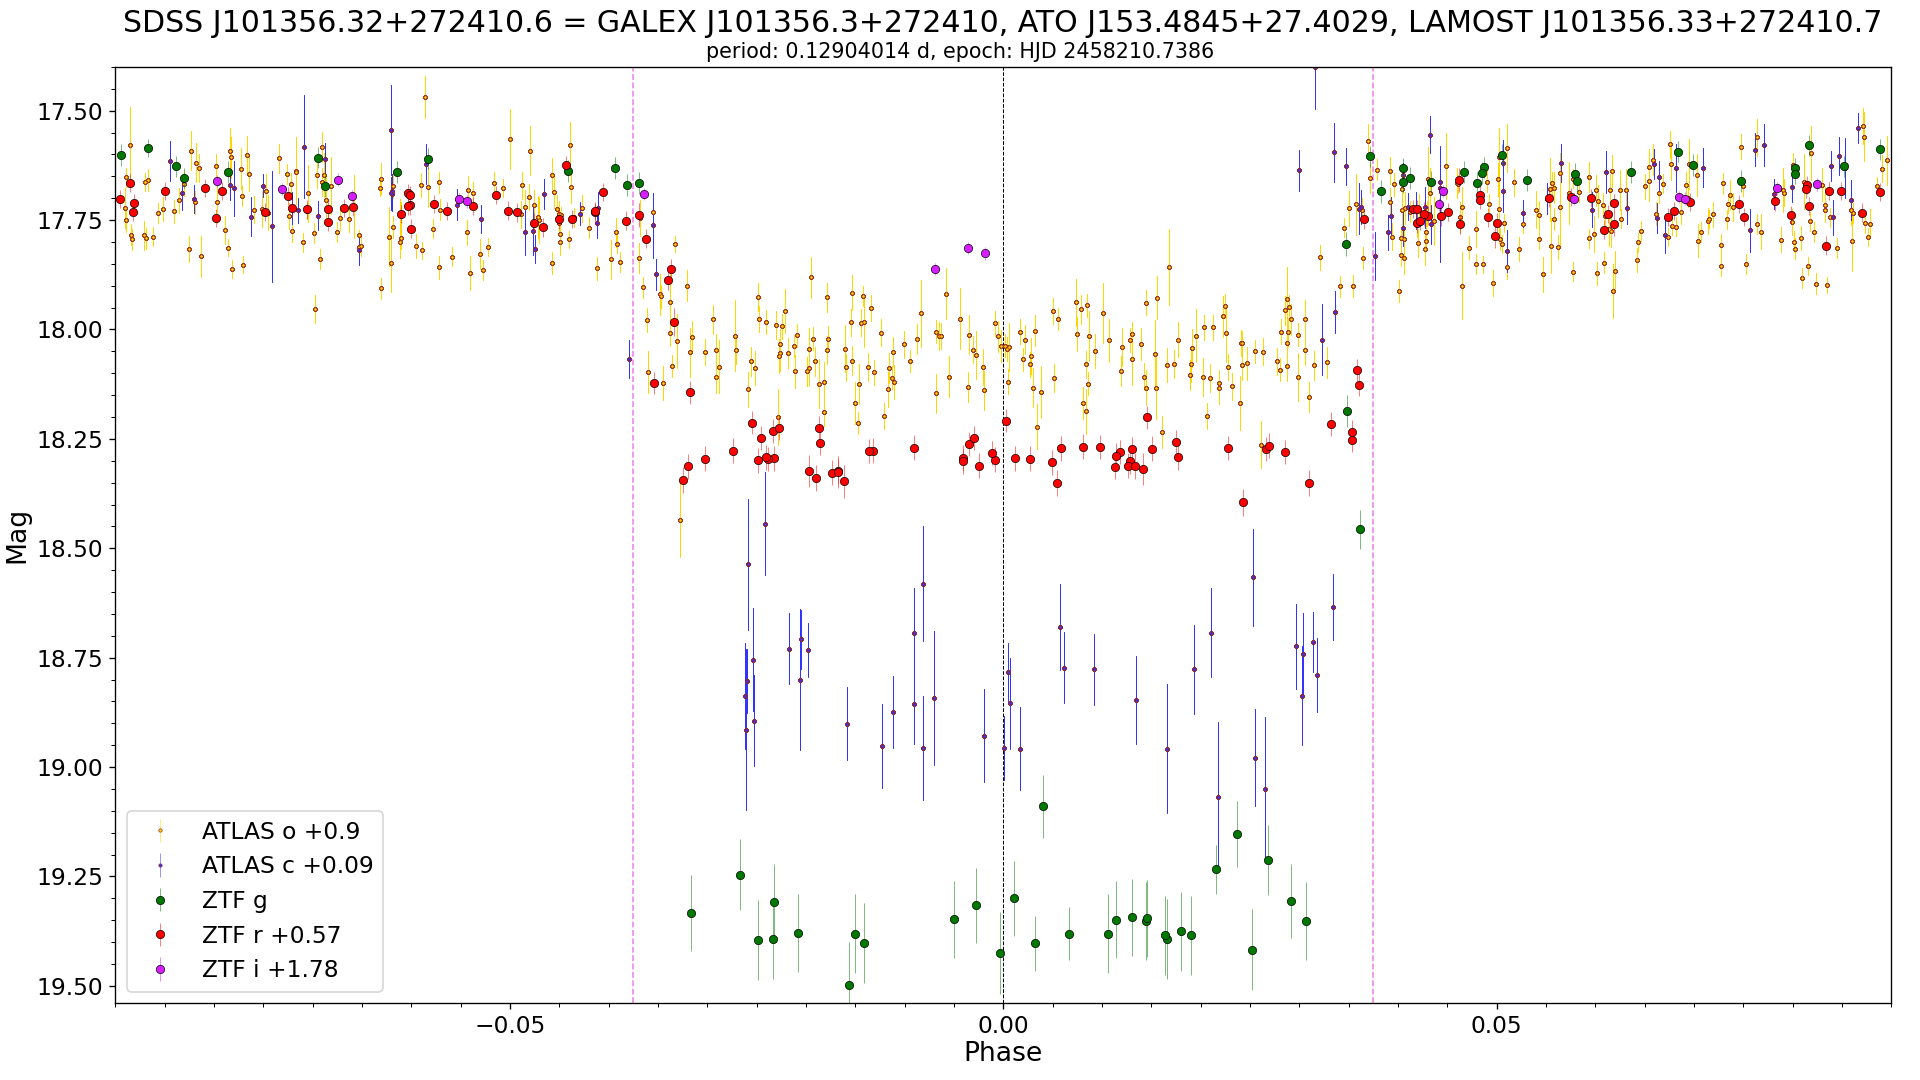 SDSS J101356.32+272410.6 = GALEX J101356.3+272410, ATO J153.4845+27.4029, LAMOST J101356.33+272410.7
period: 0.12904014 d, epoch: HJD 2458210.7386
17.50
17.75
18.00
18.25
18.50
18.75
19.00
19.25
19.50
Mag
ATLAS o +0.9
ATLAS c +0.09
ZTF g
ZTF r +0.57
ZTF i +1.78
−0.05
0.00
0.05
Phase